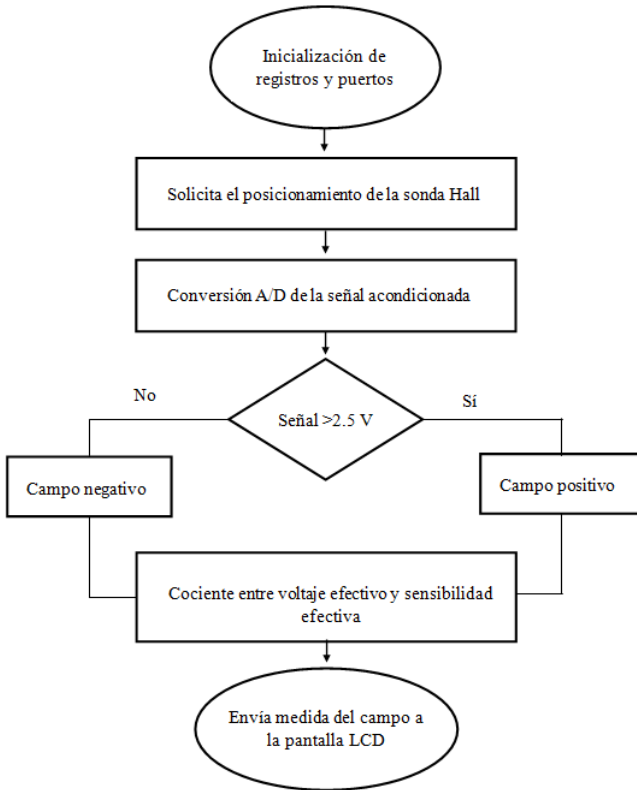 Inicialización de
registros y puertos
Solicita el posicionamiento de la sonda Hall
Conversión A/D de la señal acondicionada
No
Señal >2.5 V
Sí
Campo negativo
Campo positivo
Cociente entre voltaje efectivo y sensibilidad
efectiva
Envía medida del campo a
la pantalla LCD